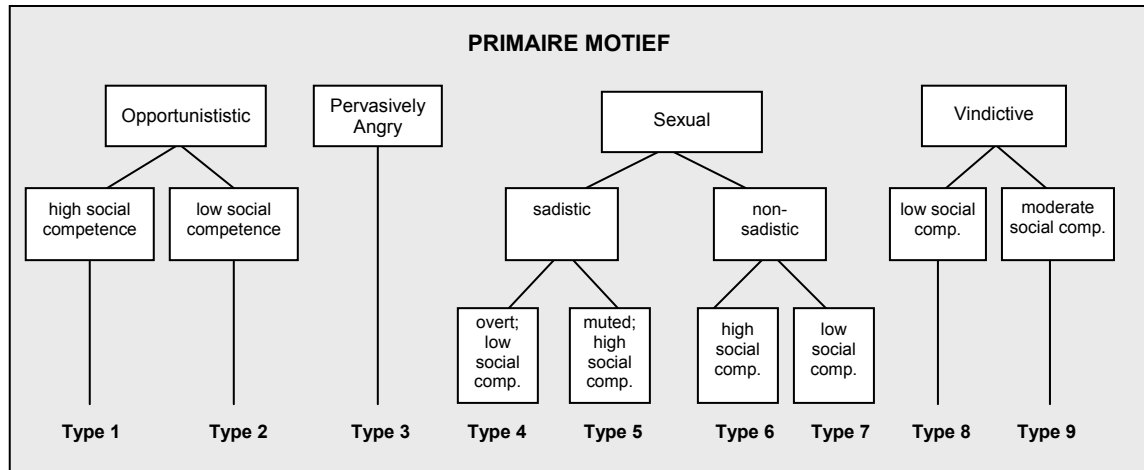 PRIMAIRE MOTIEF
Opportunististic
Pervasively
Angry
Sexual
Vindictive
high social
competence
low social
competence
sadistic
non-
sadistic
low social
comp.
moderate
social comp.
overt;
low
social
comp.
muted;
high
social
comp.
high
social
comp.
low
social
comp.
Type 1
Type 2
Type 3
Type 4
Type 5
Type 6
Type 7
Type 8
Type 9